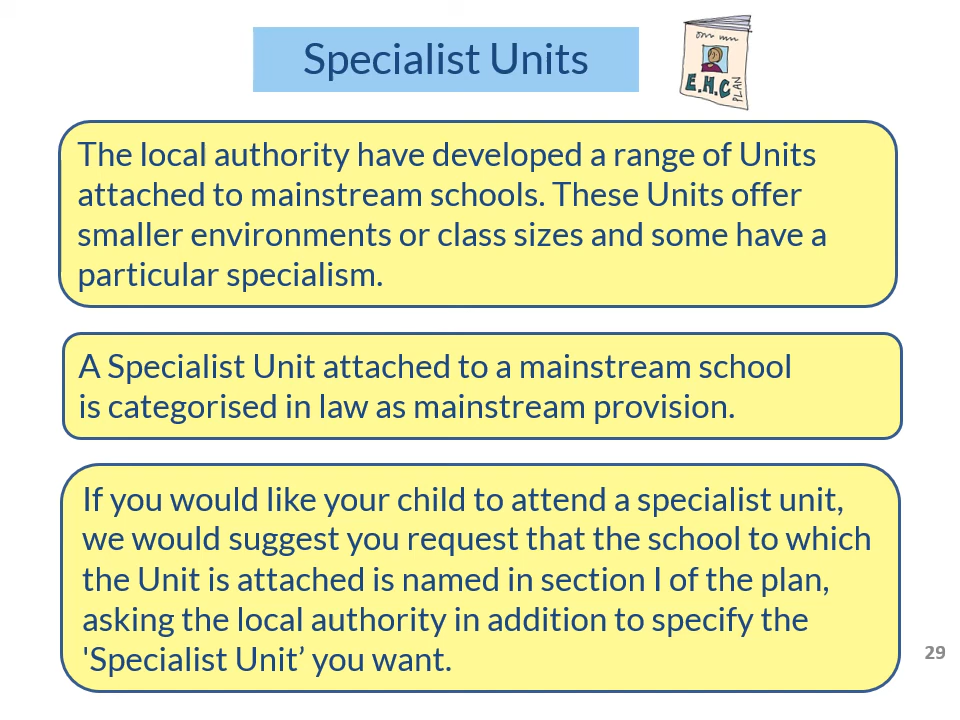 Specialist Units
E.H.C
PLAN
The local authority have developed a range of Units
attached to mainstream schools. These Units offer
smaller environments or class sizes and some have a
particular specialism.
A Specialist Unit attached to a mainstream school
is categorised in law as mainstream provision.
If you would like your child to attend a specialist unit,
we would suggest you request that the school to which
the Unit is attached is named in section I of the plan,
asking the local authority in addition to specify the
'Specialist Unit’ you want.
29